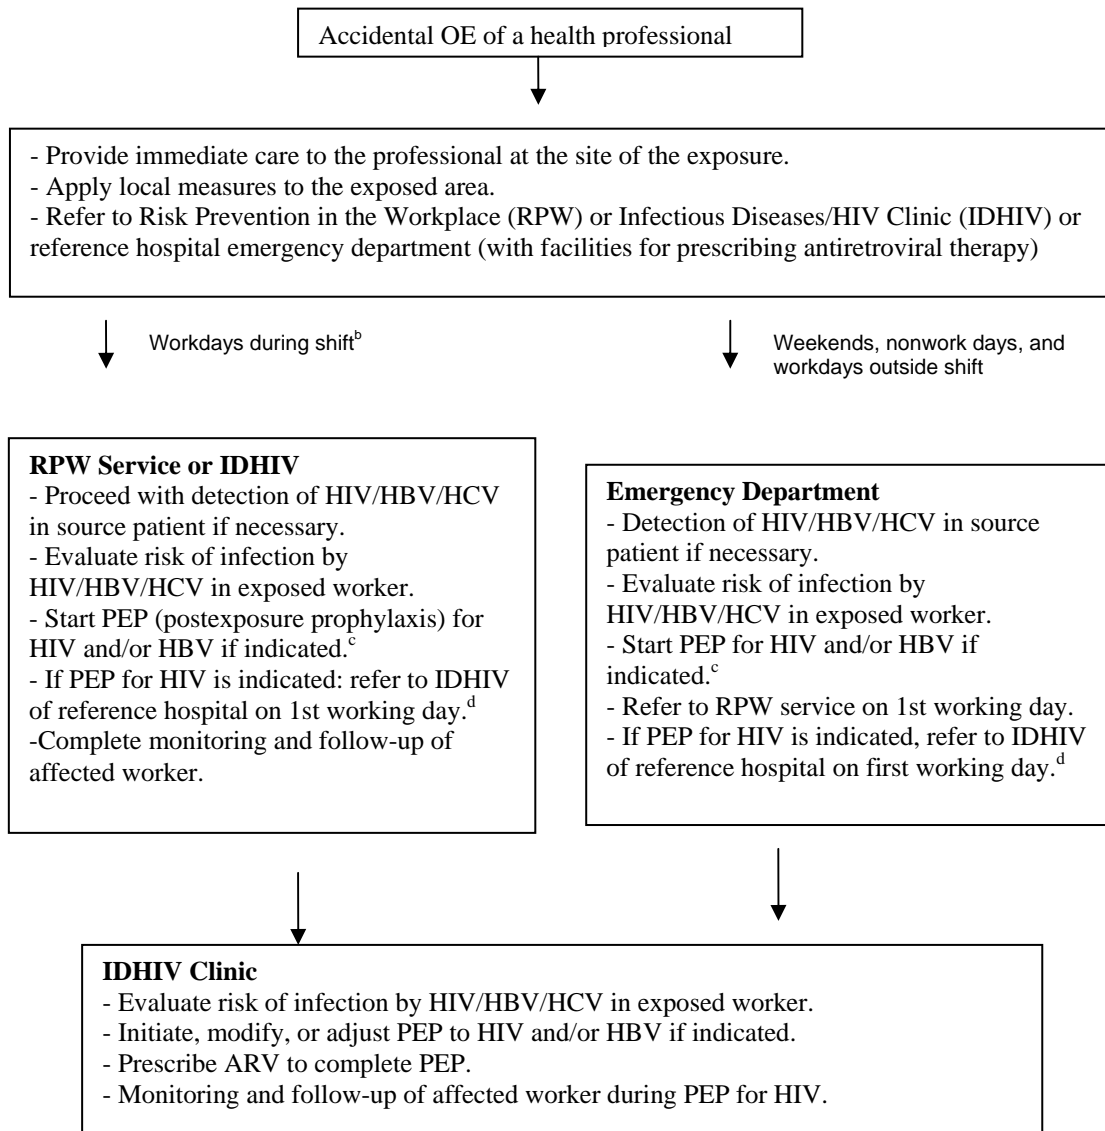 Accidental OE of a health professional
- Provide immediate care to the professional at the site of the exposure.
- Apply local measures to the exposed area.
- Refer to Risk Prevention in the Workplace (RPW) or Infectious Diseases/HIV Clinic (IDHIV) or
reference hospital emergency department (with facilities for prescribing antiretroviral therapy)
Workdays during shiftᵇ
Weekends, nonwork days, and
workdays outside shift
RPW Service or IDHIV
- Proceed with detection of HIV/HBV/HCV
in source patient if necessary.
- Evaluate risk of infection by
HIV/HBV/HCV in exposed worker.
- Start PEP (postexposure prophylaxis) for
HIV and/or HBV if indicated.ᶜ
- If PEP for HIV is indicated: refer to IDHIV
of reference hospital on 1st working day.ᵈ
-Complete monitoring and follow-up of
affected worker.
Emergency Department
- Detection of HIV/HBV/HCV in source
patient if necessary.
- Evaluate risk of infection by
HIV/HBV/HCV in exposed worker.
- Start PEP for HIV and/or HBV if
indicated.ᶜ
- Refer to RPW service on 1st working day.
- If PEP for HIV is indicated, refer to IDHIV
of reference hospital on first working day.ᵈ
IDHIV Clinic
- Evaluate risk of infection by HIV/HBV/HCV in exposed worker.
- Initiate, modify, or adjust PEP to HIV and/or HBV if indicated.
- Prescribe ARV to complete PEP.
- Monitoring and follow-up of affected worker during PEP for HIV.